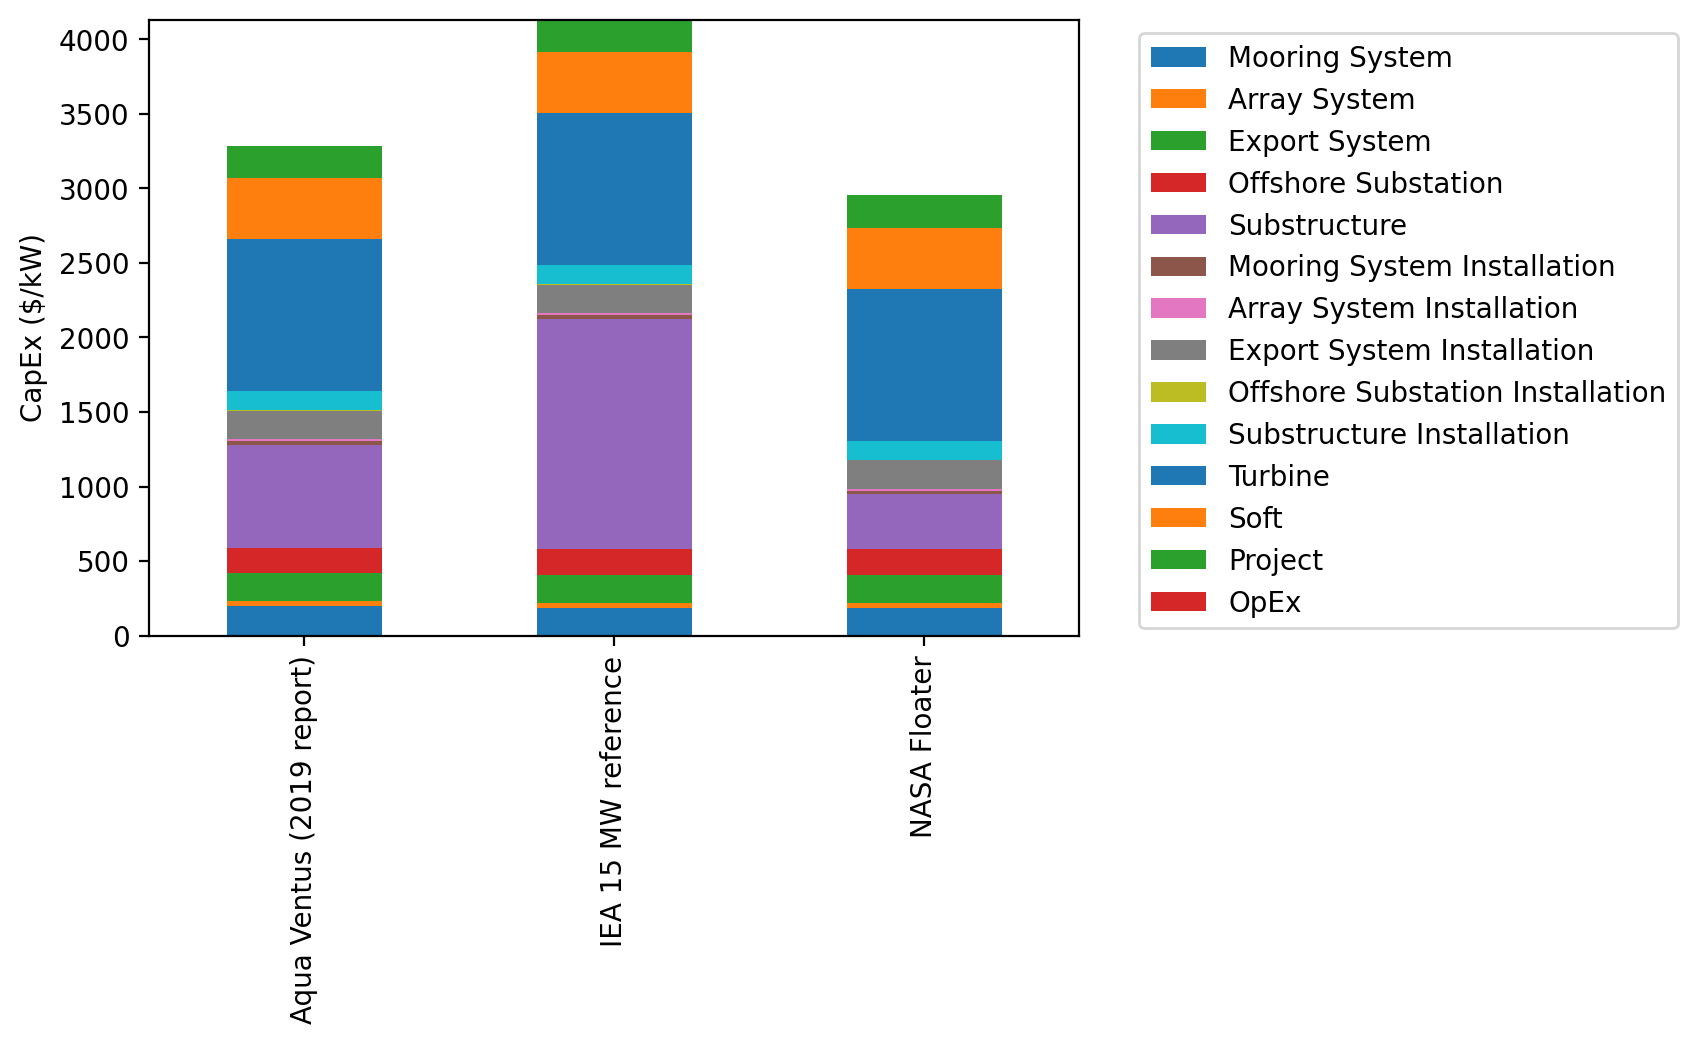 4000
3500
3000
2500
2000
1500
1000
500
0
CapEx ($/kW)
Aqua Ventus (2019 report)
IEA 15 MW reference
NASA Floater
Mooring System
Array System
Export System
Offshore Substation
Substructure
Mooring System Installation
Array System Installation
Export System Installation
Offshore Substation Installation
Substructure Installation
Turbine
Soft
Project
OpEx